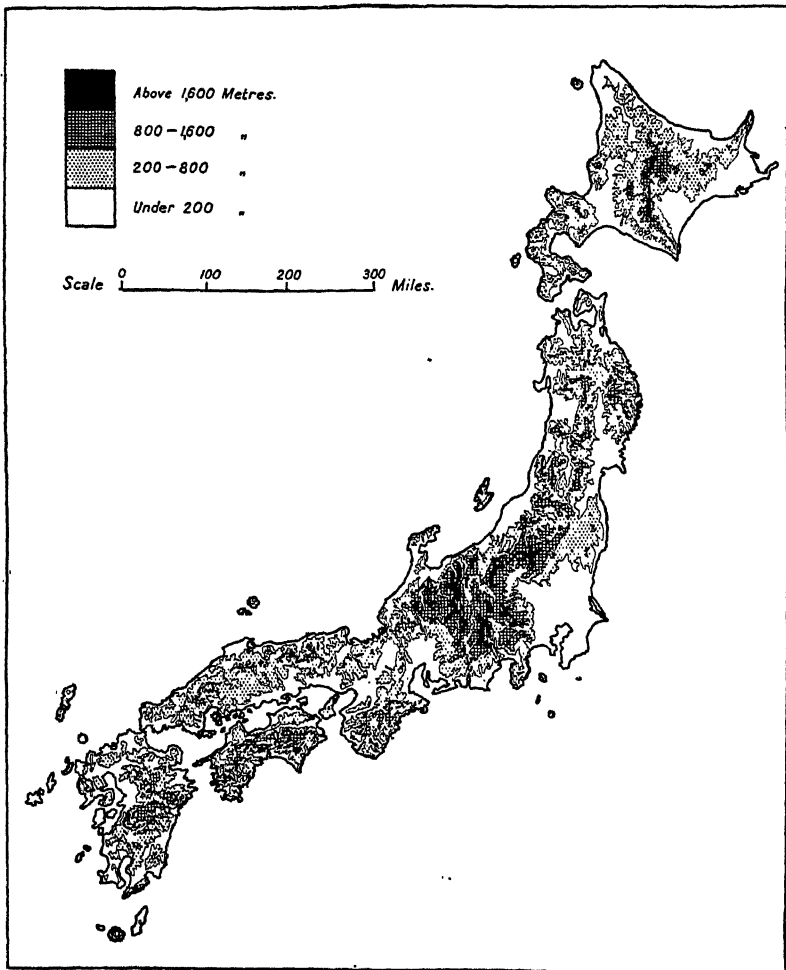 Above 1,600 Metres.
800–1,600 "
200–800 "
Under 200 "
0 100 200 300
Scale Miles.